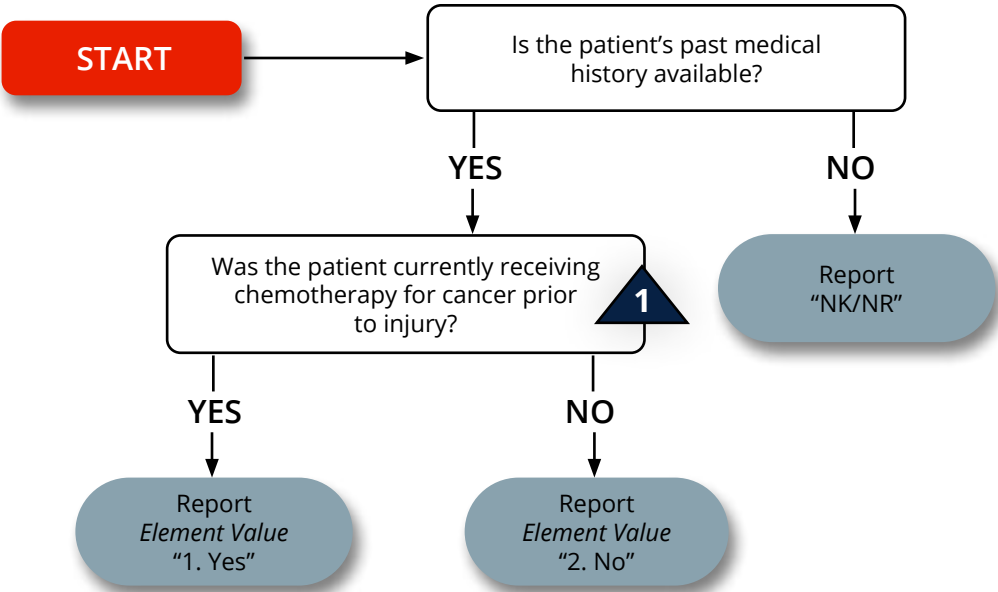 START
Is the patient’s past medical
history available?
YES
NO
Was the patient currently receiving
chemotherapy for cancer prior
to injury?
1
Report
“NK/NR”
YES
NO
Report
Element Value
“1. Yes”
Report
Element Value
“2. No”